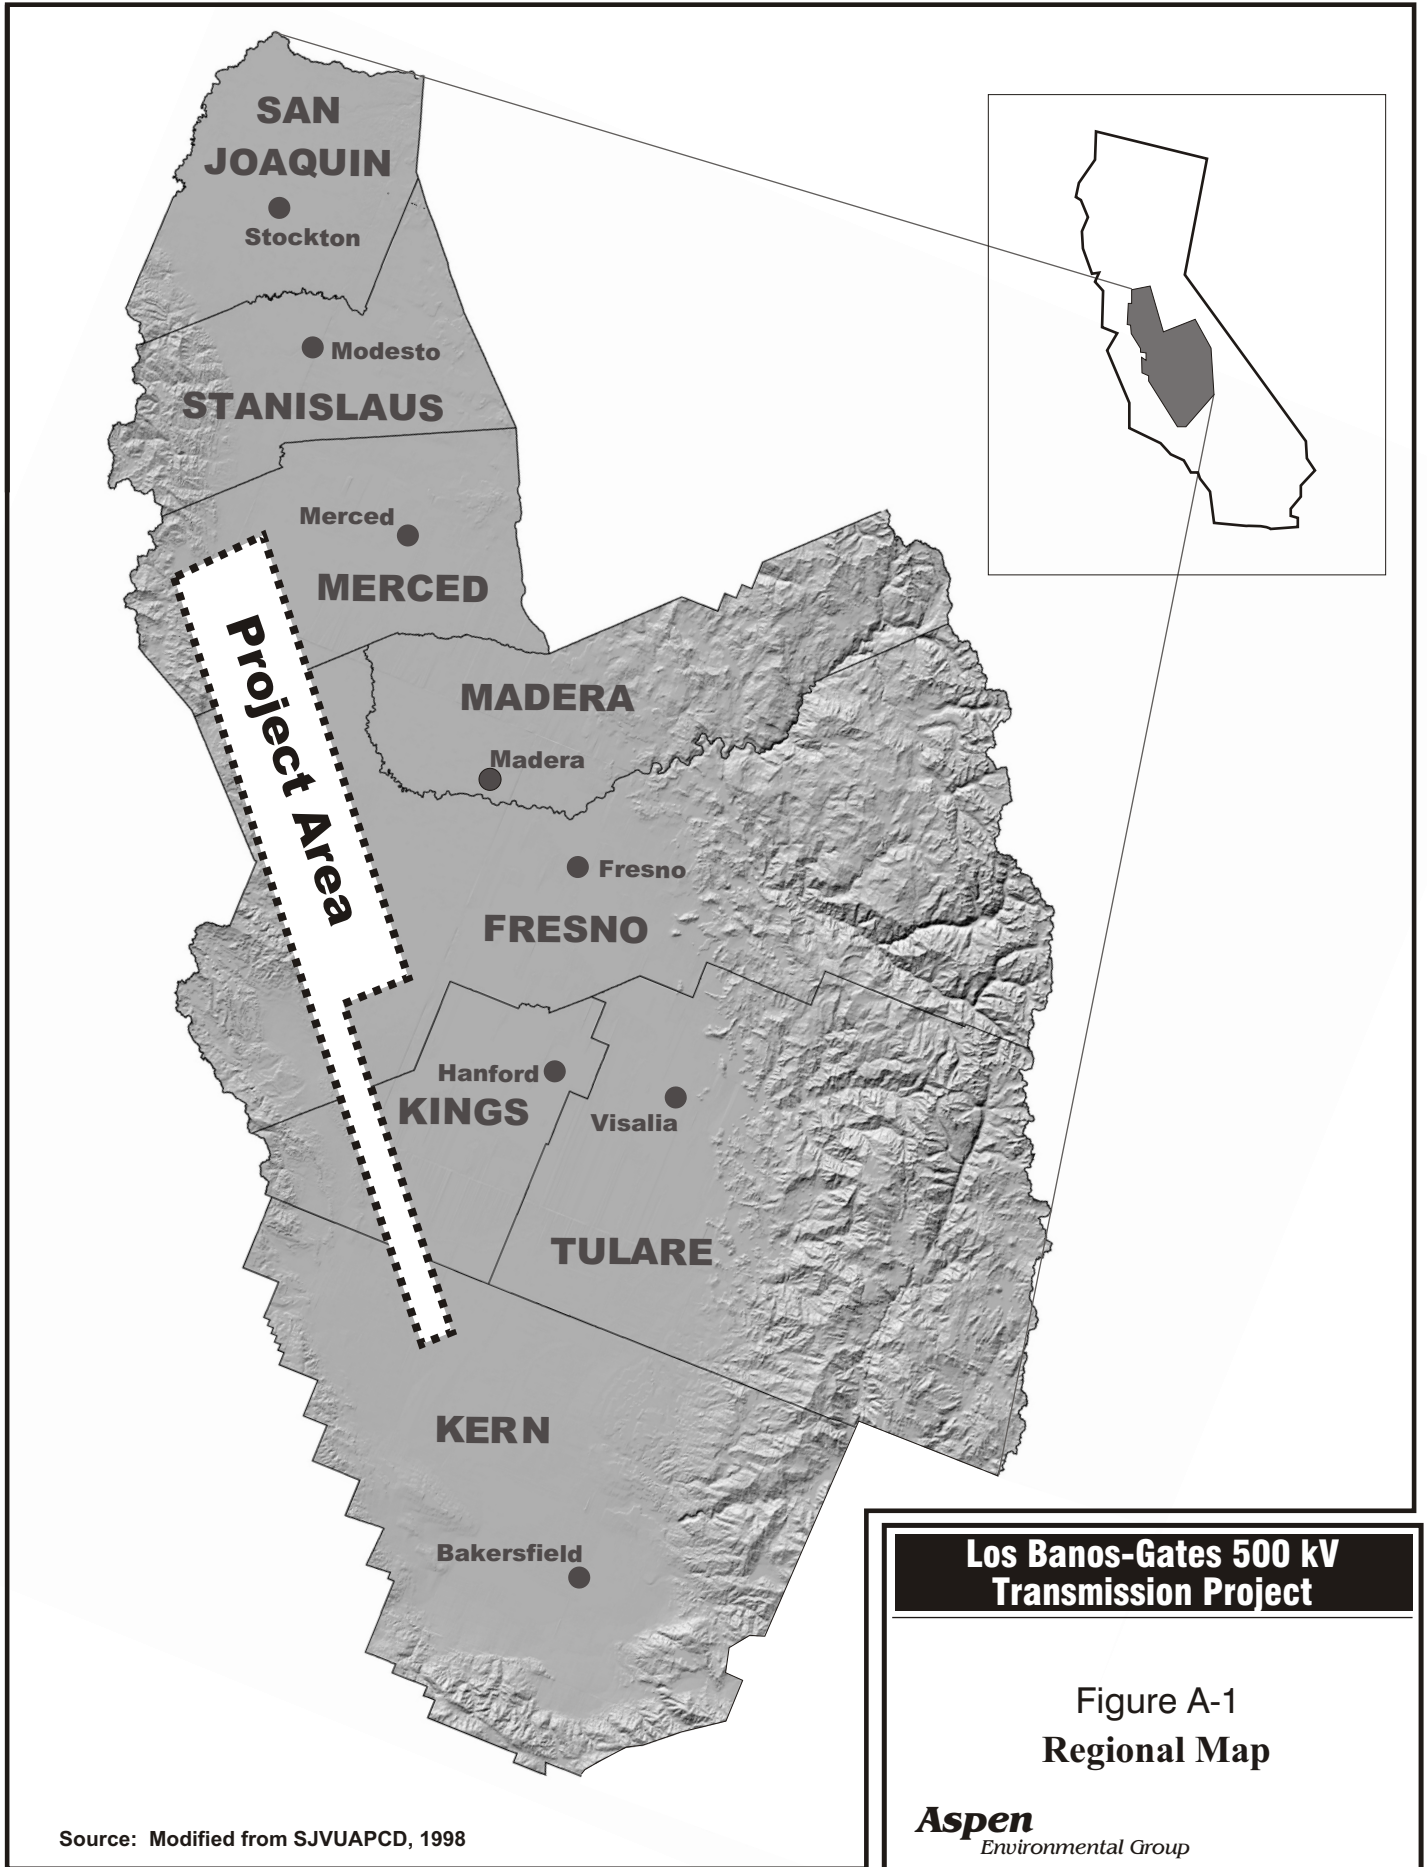 SAN
JOAQUIN
Stockton
Modesto
STANISLAUS
Merced
MERCED
Project Area
MADERA
Madera
Fresno
FRESNO
Hanford
KINGS
Visalia
TULARE
KERN
Bakersfield
Los Banos-Gates 500 kV
Transmission Project
Figure A-1
Regional Map
Aspen
Environmental Group
Source: Modified from SJVUAPCD, 1998